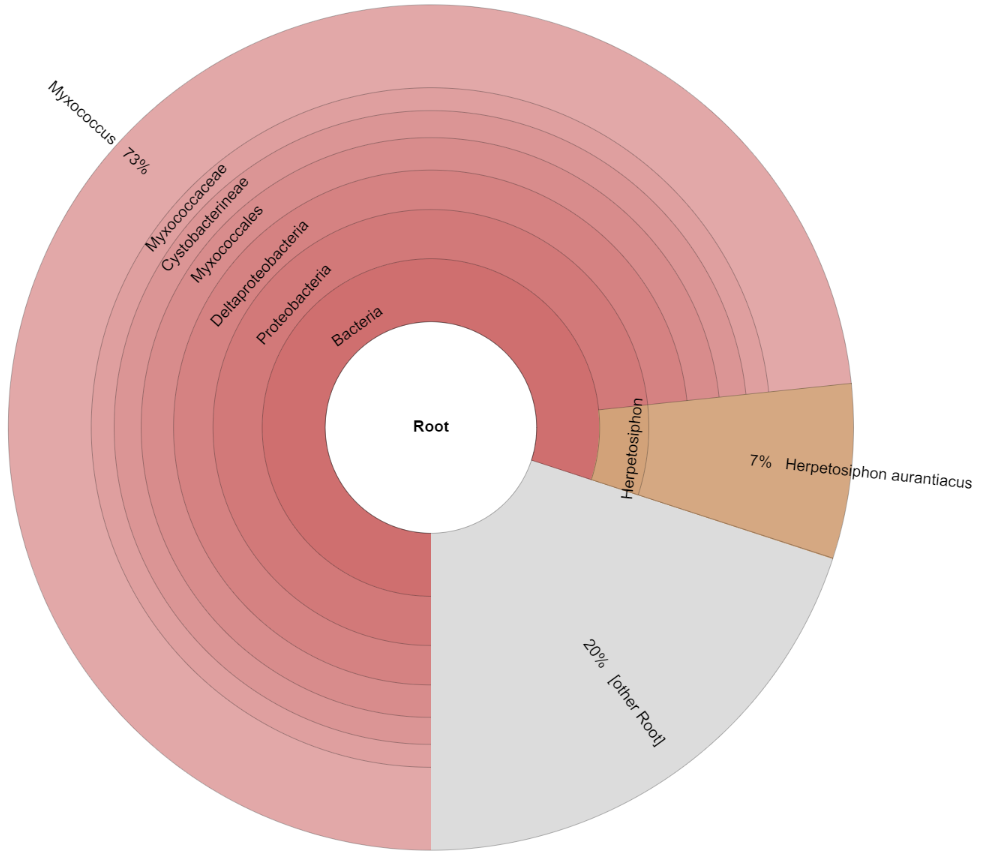 Myxococcus 73%
Myxococcaceae
Cystobacterineae
Myxococcales
Deltaproteobacteria
Proteobacteria
Bacteria
Root
Herpetosiphon
7% Herpetosiphon aurantiacus
20% [other Root]